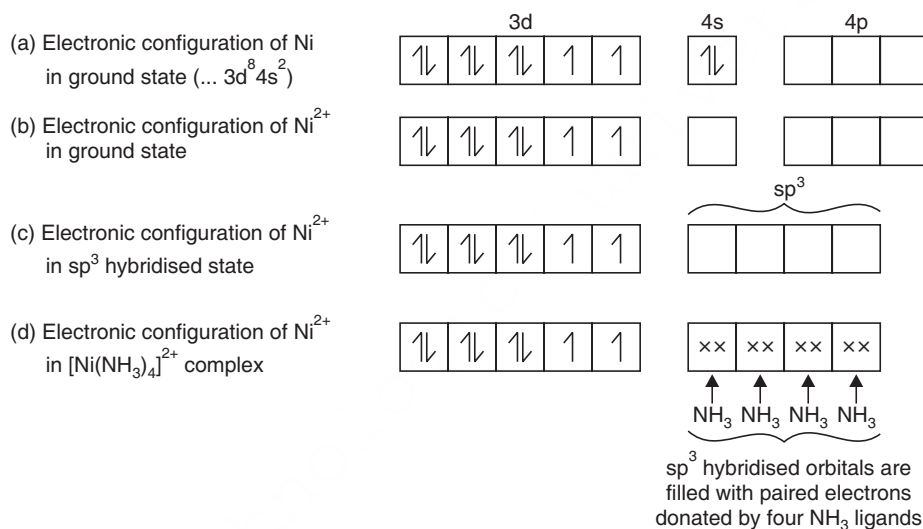 3d 4s 4p
(a) Electronic configuration of Ni
in ground state (... 3d⁸4s²)
(b) Electronic configuration of Ni²⁺
in ground state
sp³
(c) Electronic configuration of Ni²⁺
in sp³ hybridised state
(d) Electronic configuration of Ni²⁺
in [Ni(NH₃)₄]²⁺ complex
×× ×× ×× ××
NH₃ NH₃ NH₃ NH₃
sp³ hybridised orbitals are
filled with paired electrons
donated by four NH₃ ligands